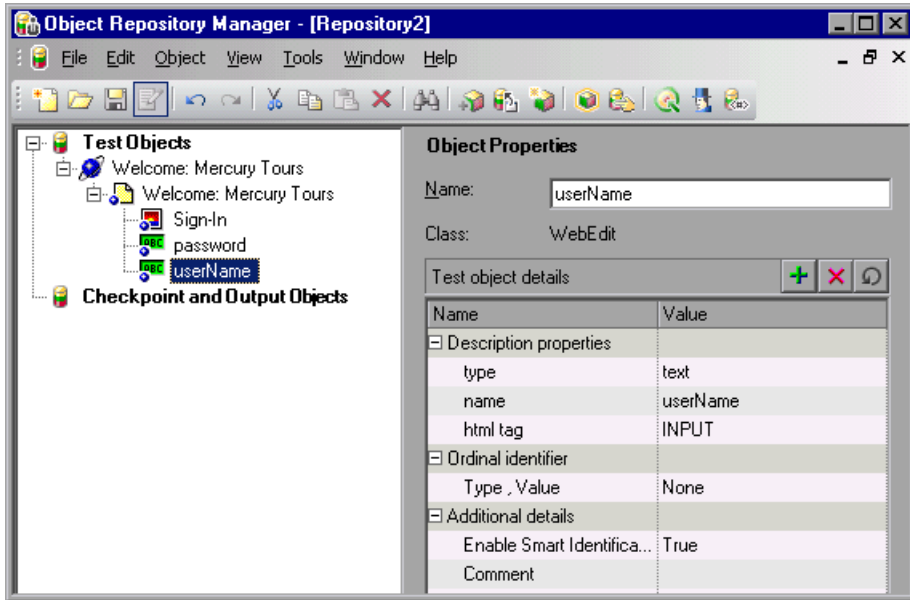 Object Repository Manager - [Repository2]
File Edit Object View Tools Window Help
Test Objects
Welcome: Mercury Tours
Welcome: Mercury Tours
Sign-In
password
userName
Checkpoint and Output Objects
Object Properties
Name: userName
Class: WebEdit
Test object details
Name Value
Description properties
type text
name userName
html tag INPUT
Ordinal identifier
Type , Value None
Additional details
Enable Smart Identifica... True
Comment